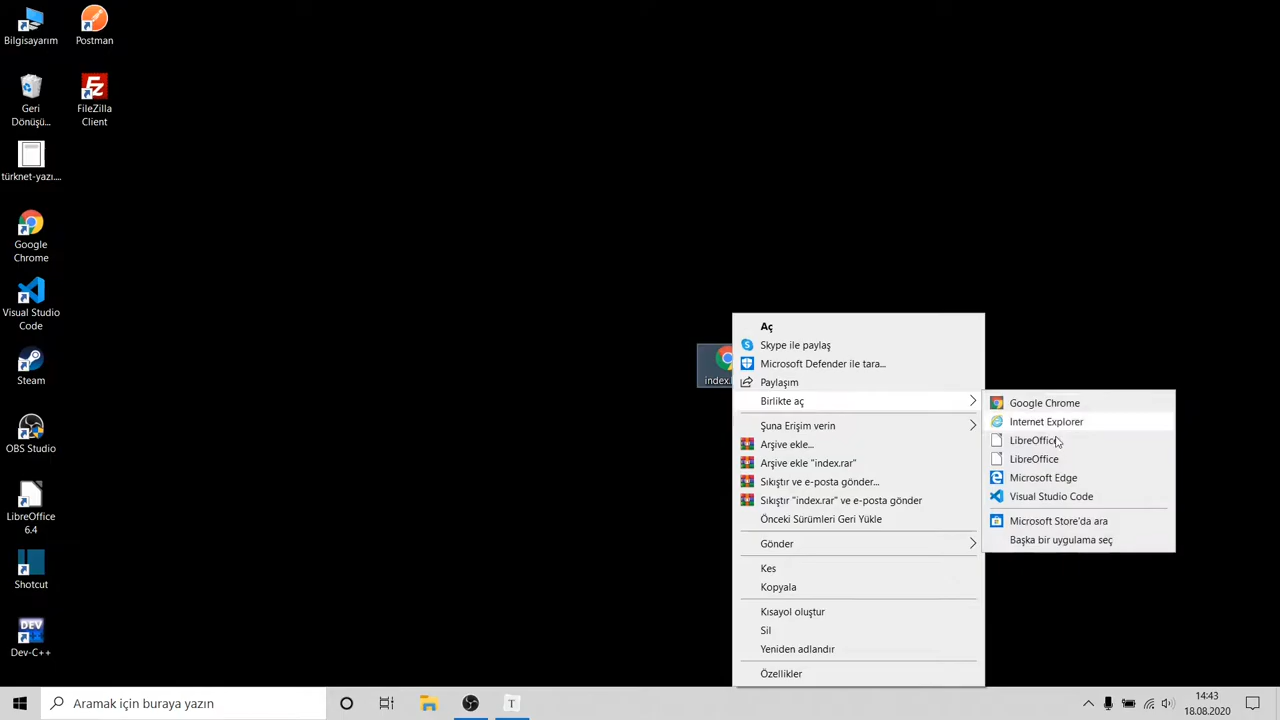 Bilgisayarım
Postman
Geri
Dönüşü...
FileZilla
Client
türknet-yazı....
Google
Chrome
Visual Studio
Code
Steam
OBS Studio
LibreOffice
6.4
Shotcut
DEV
Dev-C++
index.
Aç
Skype ile paylaş
Microsoft Defender ile tara...
Paylaşım
Birlikte aç
Şuna Erişim verin
Arşive ekle...
Arşive ekle "index.rar"
Sıkıştır ve e-posta gönder...
Sıkıştır "index.rar" ve e-posta gönder
Önceki Sürümleri Geri Yükle
Gönder
Kes
Kopyala
Kısayol oluştur
Sil
Yeniden adlandır
Özellikler
Google Chrome
Internet Explorer
LibreOffice
LibreOffice
Microsoft Edge
Visual Studio Code
Microsoft Store'da ara
Başka bir uygulama seç
Aramak için buraya yazın
T
14:43
18.08.2020